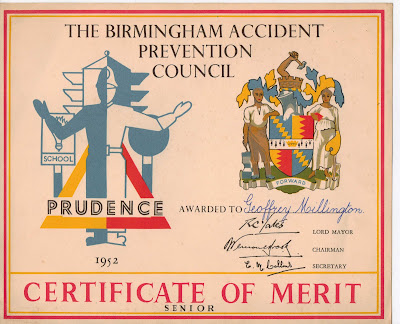 THE BIRMINGHAM ACCIDENT
PREVENTION
COUNCIL
SCHOOL
PRUDENCE
FORWARD
1952
AWARDED TO Geoffrey Millington.
LORD MAYOR
CHAIRMAN
SECRETARY
CERTIFICATE OF MERIT
SENIOR